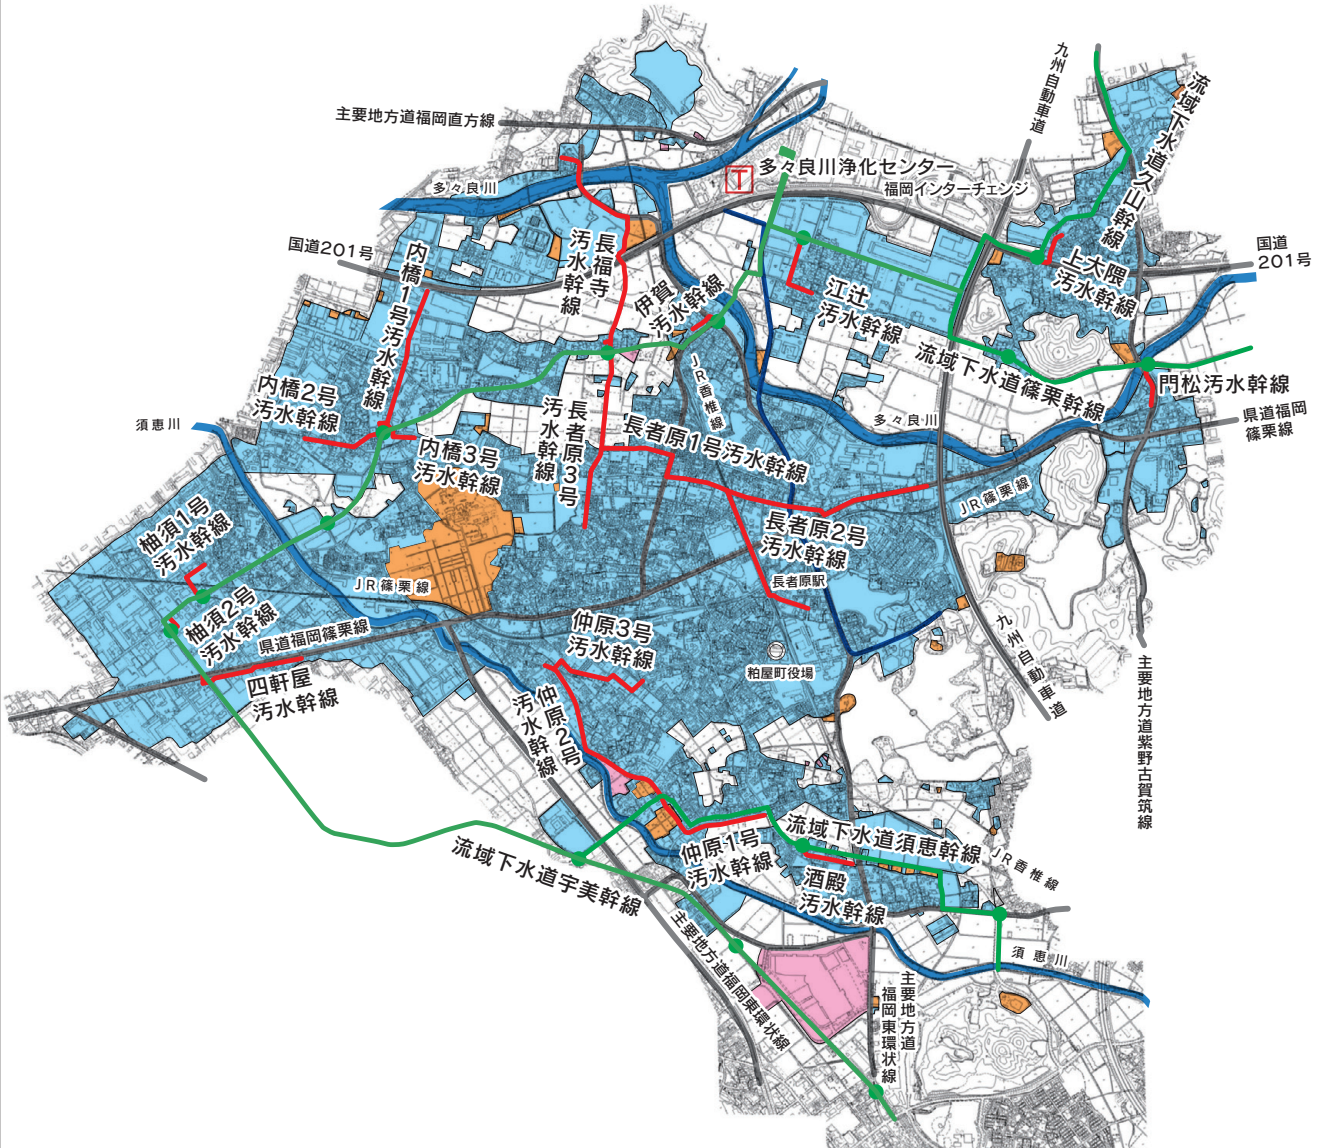 九州自動車道
流域下水道久山幹線
主要地方道福岡直方線
多々良川浄化センター
T
福岡インターチェンジ
多々良川
国道201号
内橋1号汚水幹線
長福寺
汚水幹線
伊賀
汚水幹線
江辻
汚水幹線
上大隈
汚水幹線
国道
201号
流域下水道篠栗幹線
門松汚水幹線
県道福岡
篠栗線
JR香椎線
多々良川
内橋2号
汚水幹線
須恵川
内橋3号
汚水幹線
長者原3号
汚水幹線
長者原1号汚水幹線
JR篠栗線
長者原2号
汚水幹線
長者原駅
柚須1号
汚水幹線
JR篠栗線
柚須2号
汚水幹線
県道福岡篠栗線
四軒屋
汚水幹線
仲原3号
汚水幹線
粕屋町役場
九州自動車道
主要地方道紫野古賀筑線
仲原2号
汚水幹線
流域下水道宇美幹線
仲原1号
汚水幹線
流域下水道須恵幹線
酒殿
汚水幹線
JR香椎線
須恵川
主要地方道福岡東環状線
主要地方道
福岡東環状線